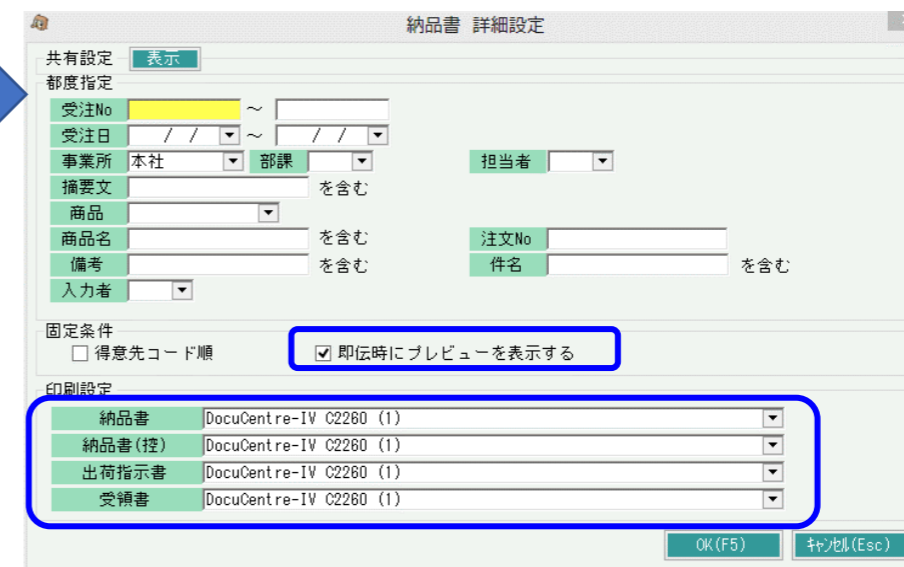 納品書 詳細設定
共有設定 表示
都度指定
受注No ～
受注日 / / ～ / /
事業所 本社 部課 担当者
摘要文 を含む
商品
商品名 を含む 注文No
備考 を含む 件名 を含む
入力者
固定条件
得意先コード順 即伝時にプレビューを表示する
印刷設定
納品書 DocuCentre-IV C2260 (1)
納品書(控) DocuCentre-IV C2260 (1)
出荷指示書 DocuCentre-IV C2260 (1)
受領書 DocuCentre-IV C2260 (1)
OK(F5) ｷｬﾝｾﾙ(Esc)